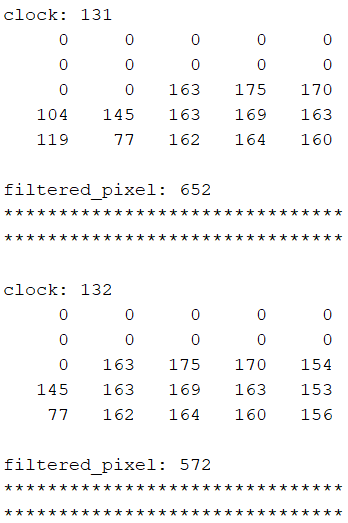 clock: 131
0 0 0 0 0
0 0 0 0 0
0 0 163 175 170
104 145 163 169 163
119 77 162 164 160
filtered_pixel: 652
*******************************
*******************************
clock: 132
0 0 0 0 0
0 0 0 0 0
0 163 175 170 154
145 163 169 163 153
77 162 164 160 156
filtered_pixel: 572
*******************************
*******************************